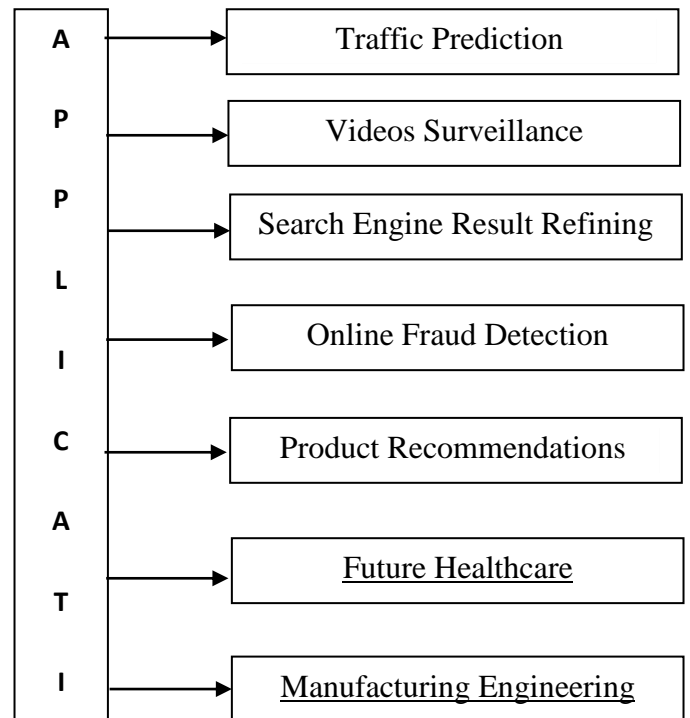 A
P
P
L
I
C
A
T
I
Traffic Prediction
Videos Surveillance
Search Engine Result Refining
Online Fraud Detection
Product Recommendations
Future Healthcare
Manufacturing Engineering